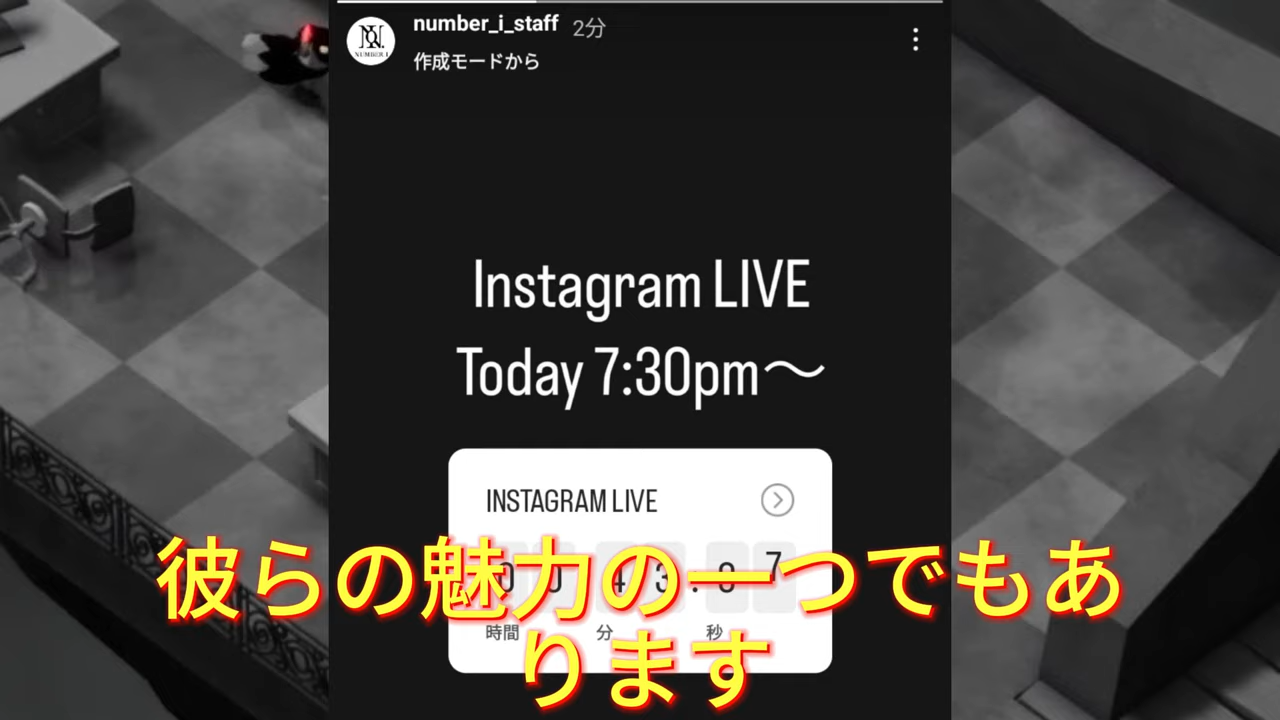 number_i_staff 2分
作成モードから
NUMBER I
Instagram LIVE
Today 7:30pm〜
INSTAGRAM LIVE
彼らの魅力の一つでもあ
時間 分 秒
ります